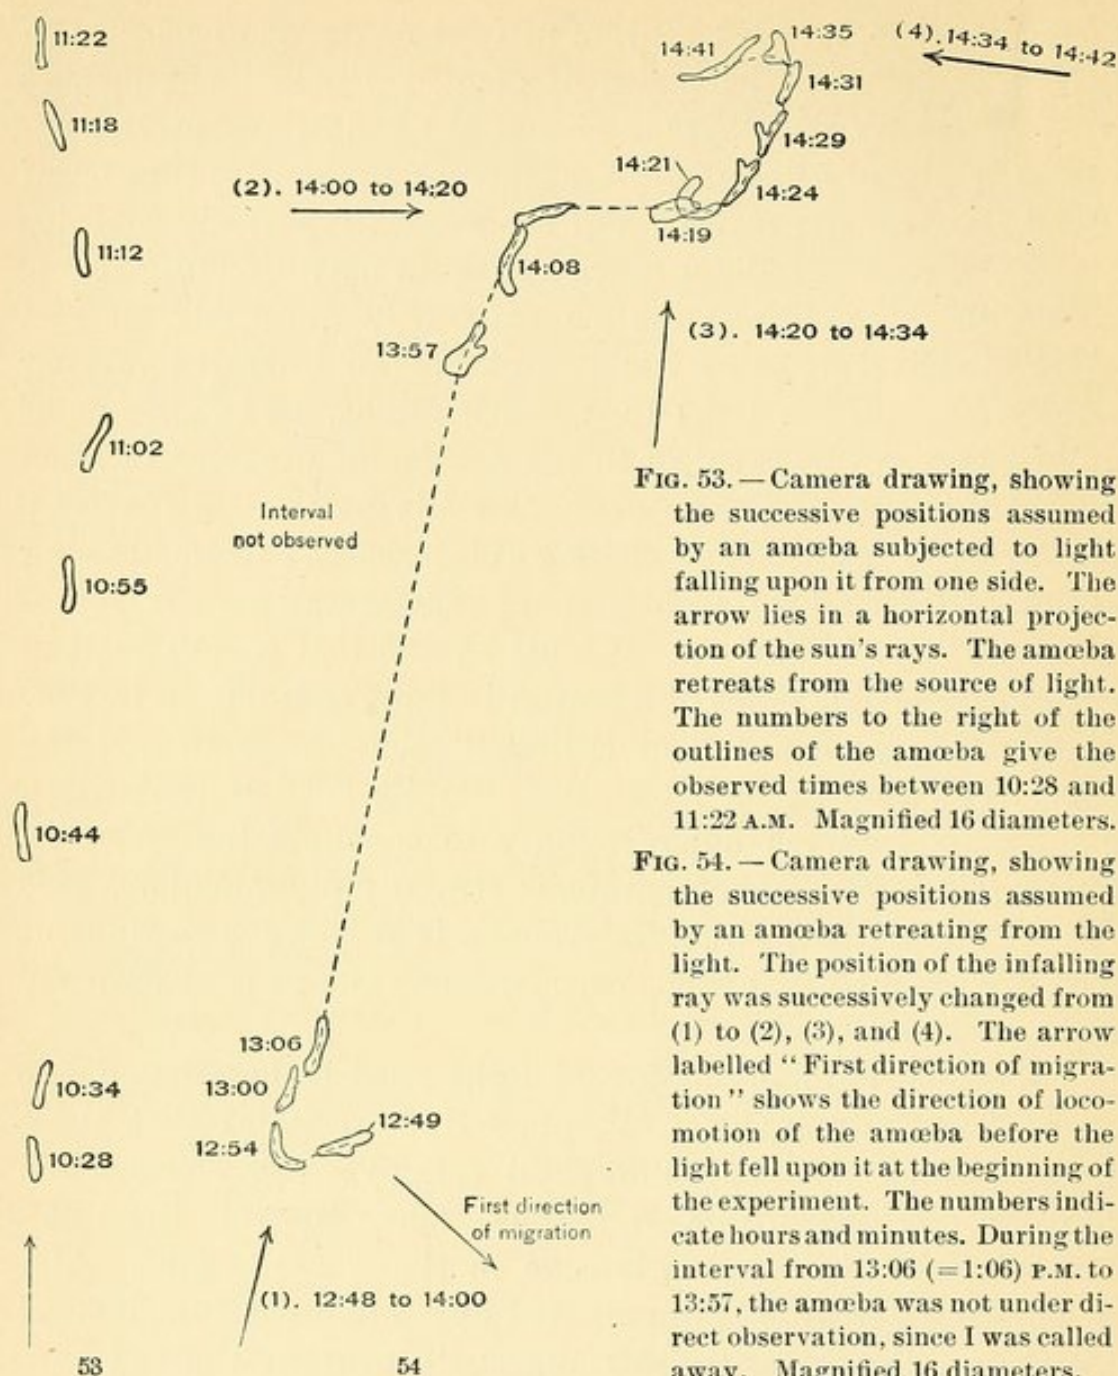 11:22
11:18
11:12
11:02
10:55
10:44
10:34
10:28
53
14:41
14:35
(4). 14:34 to 14:42
14:31
14:29
14:21
14:24
(2). 14:00 to 14:20
14:19
14:08
(3). 14:20 to 14:34
13:57
Interval
not observed
13:06
13:00
12:54
12:49
First direction
of migration
(1). 12:48 to 14:00
54
FIG. 53. — Camera drawing, showing
the successive positions assumed
by an amœba subjected to light
falling upon it from one side. The
arrow lies in a horizontal projec-
tion of the sun's rays. The amœba
retreats from the source of light.
The numbers to the right of the
outlines of the amœba give the
observed times between 10:28 and
11:22 A.M. Magnified 16 diameters.
FIG. 54. — Camera drawing, showing
the successive positions assumed
by an amœba retreating from the
light. The position of the infalling
ray was successively changed from
(1) to (2), (3), and (4). The arrow
labelled “ First direction of migra-
tion ” shows the direction of loco-
motion of the amœba before the
light fell upon it at the beginning of
the experiment. The numbers indi-
cate hours and minutes. During the
interval from 13:06 (=1:06) P.M. to
13:57, the amœba was not under di-
rect observation, since I was called
away. Magnified 16 diameters.